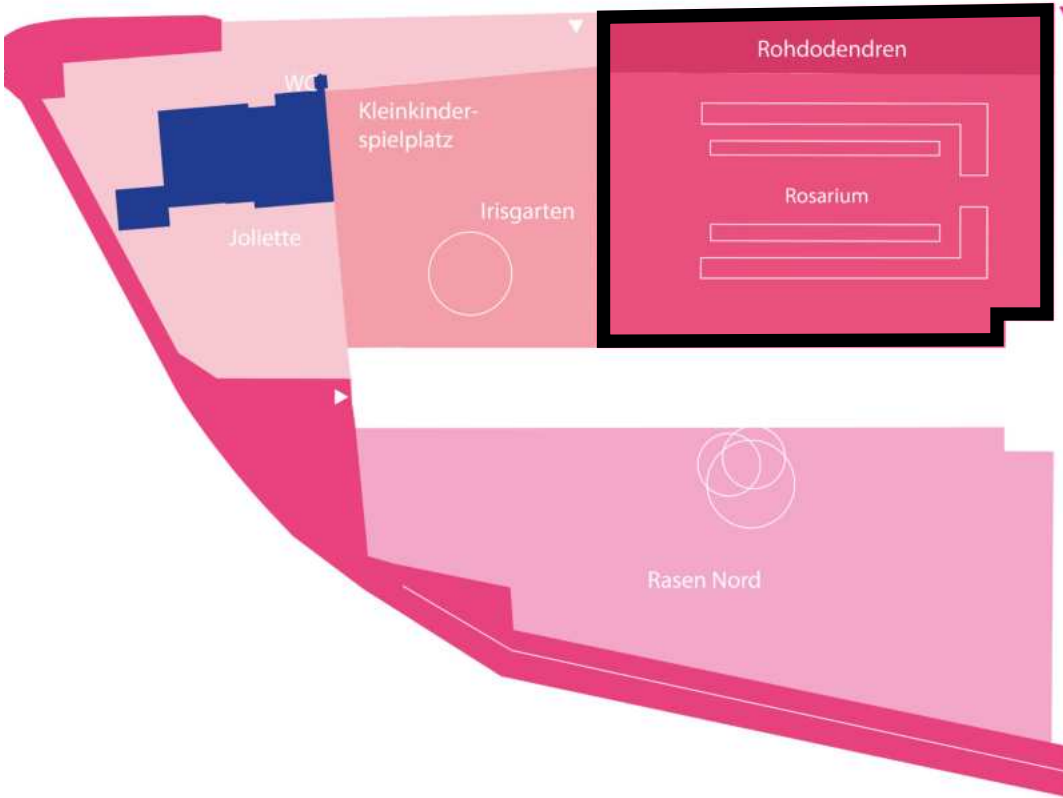 Rohdodendren
WC
Kleinkinder-
spielplatz
Rosarium
Irisgarten
Joliette
Rasen Nord